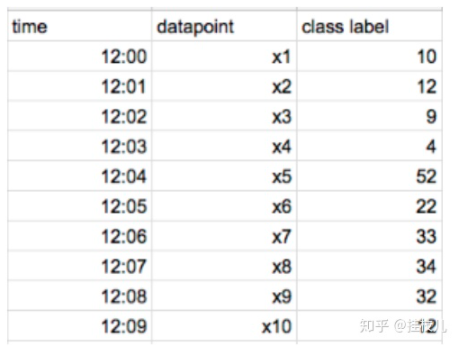 time datapoint class label
12:00 x1 10
12:01 x2 12
12:02 x3 9
12:03 x4 4
12:04 x5 52
12:05 x6 22
12:06 x7 33
12:07 x8 34
12:08 x9 32
12:09 x10 12
知乎